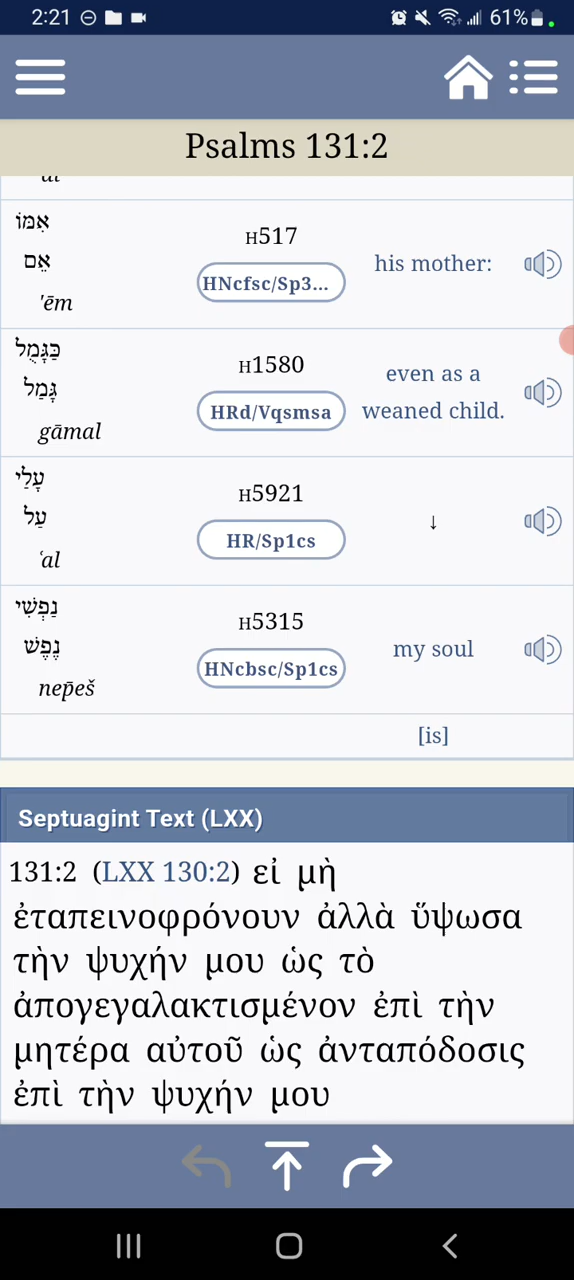 2:21 61%
Psalms 131:2
אִמּוֹ
אֵם
'ēm
H517
HNcfsc/Sp3...
his mother:
כַּגָּמֻל
גָּמַל
gāmal
H1580
HRd/Vqsmsa
even as a
weaned child.
עָלַי
עַל
ʿal
H5921
HR/Sp1cs
↓
נַפְשִׁי
נֶפֶשׁ
nep̄eš
H5315
HNcbsc/Sp1cs
my soul
[is]
Septuagint Text (LXX)
131:2 (LXX 130:2) εἰ μὴ
ἐταπεινοφρόνουν ἀλλὰ ὕψωσα
τὴν ψυχήν μου ὡς τὸ
ἀπογεγαλακτισμένον ἐπὶ τὴν
μητέρα αὐτοῦ ὡς ἀνταπόδοσις
ἐπὶ τὴν ψυχήν μου